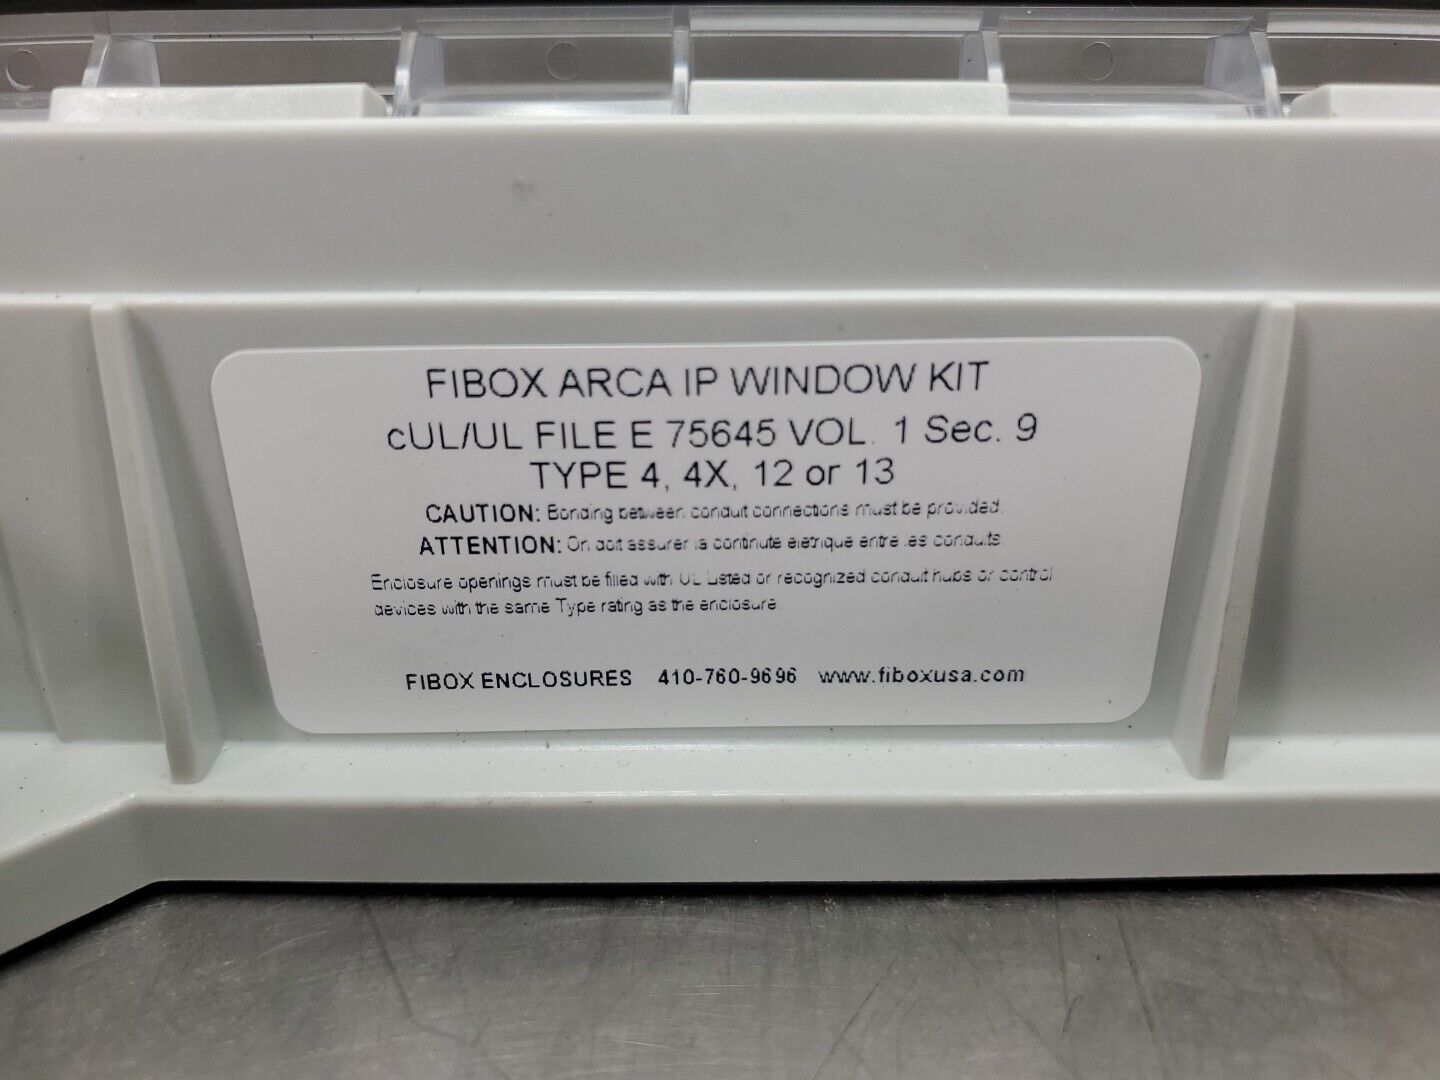 FIBOX ARCA IP WINDOW KIT
cUL/UL FILE E 75645 VOL. 1 Sec. 9
TYPE 4, 4X, 12 or 13
CAUTION: Bonding between conduit connections must be provided.
ATTENTION: On doit assurer la continute eletrique entre les conduits.
Enclosure openings must be filled with UL Listed or recognized conduit hubs or control
devices with the same Type rating as the enclosure.
FIBOX ENCLOSURES 410-760-9696 www.fiboxusa.com